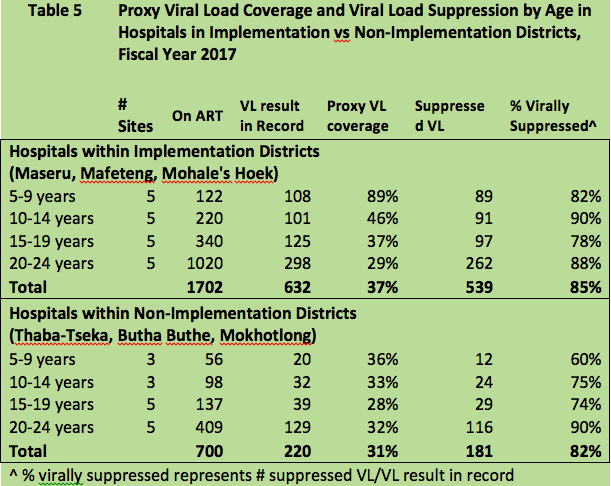 Table 5 Proxy Viral Load Coverage and Viral Load Suppression by Age in
Hospitals in Implementation vs Non-Implementation Districts,
Fiscal Year 2017
# Sites On ART VL result in Record Proxy VL coverage Suppresse d VL % Virally Suppressed^
Hospitals within Implementation Districts
(Maseru, Mafeteng, Mohale's Hoek)
5-9 years 5 122 108 89% 89 82%
10-14 years 5 220 101 46% 91 90%
15-19 years 5 340 125 37% 97 78%
20-24 years 5 1020 298 29% 262 88%
Total 1702 632 37% 539 85%
Hospitals within Non-Implementation Districts
(Thaba-Tseka, Butha Buthe, Mokhotlong)
5-9 years 3 56 20 36% 12 60%
10-14 years 3 98 32 33% 24 75%
15-19 years 5 137 39 28% 29 74%
20-24 years 5 409 129 32% 116 90%
Total 700 220 31% 181 82%
^ % virally suppressed represents # suppressed VL/VL result in record